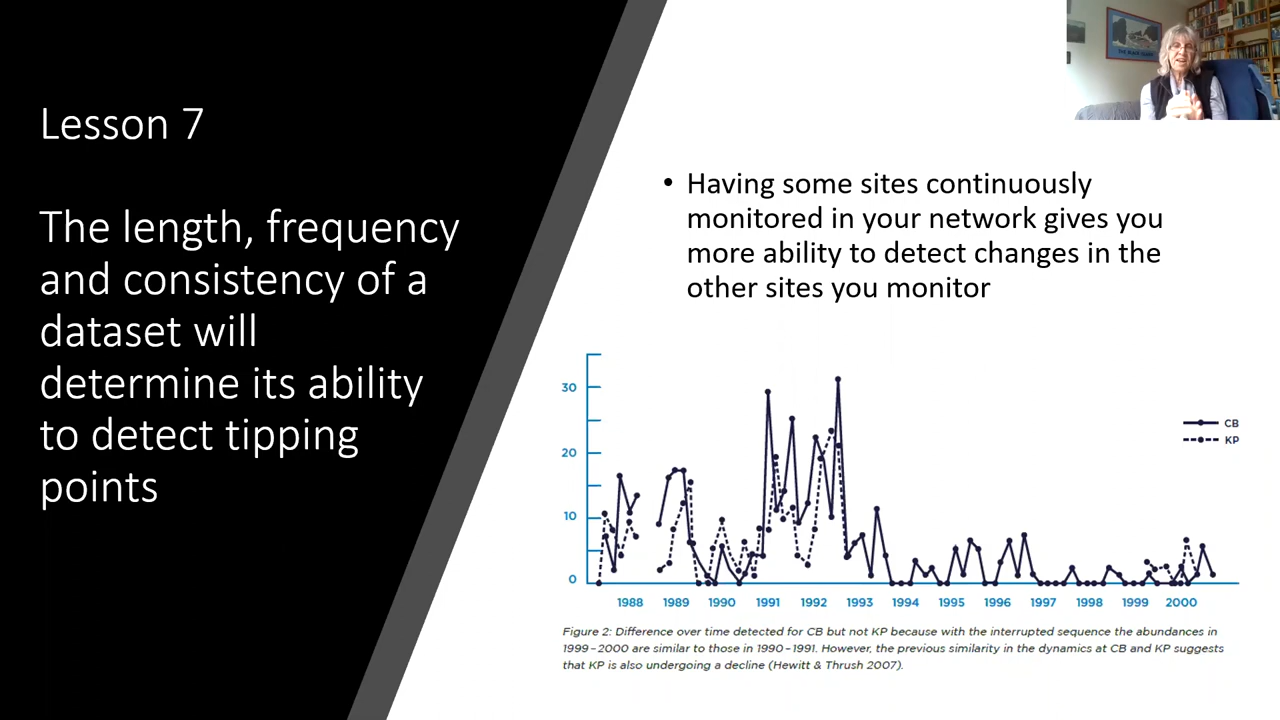 Lesson 7
The length, frequency
and consistency of a
dataset will
determine its ability
to detect tipping
points
• Having some sites continuously
monitored in your network gives you
more ability to detect changes in the
other sites you monitor
30
20
10
0
CB
KP
1988 1989 1990 1991 1992 1993 1994 1995 1996 1997 1998 1999 2000
Figure 2: Difference over time detected for CB but not KP because with the interrupted sequence the abundances in
1999–2000 are similar to those in 1990–1991. However, the previous similarity in the dynamics at CB and KP suggests
that KP is also undergoing a decline (Hewitt & Thrush 2007).